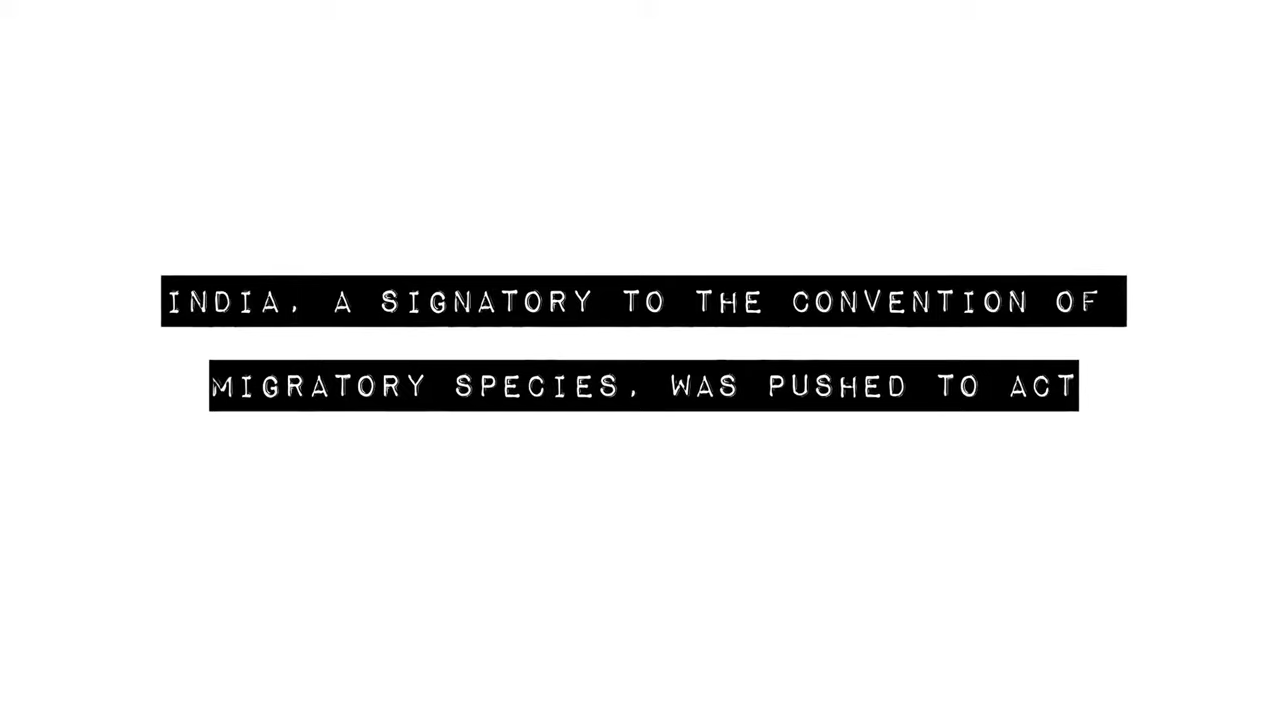 INDIA, A SIGNATORY TO THE CONVENTION OF
MIGRATORY SPECIES, WAS PUSHED TO ACT